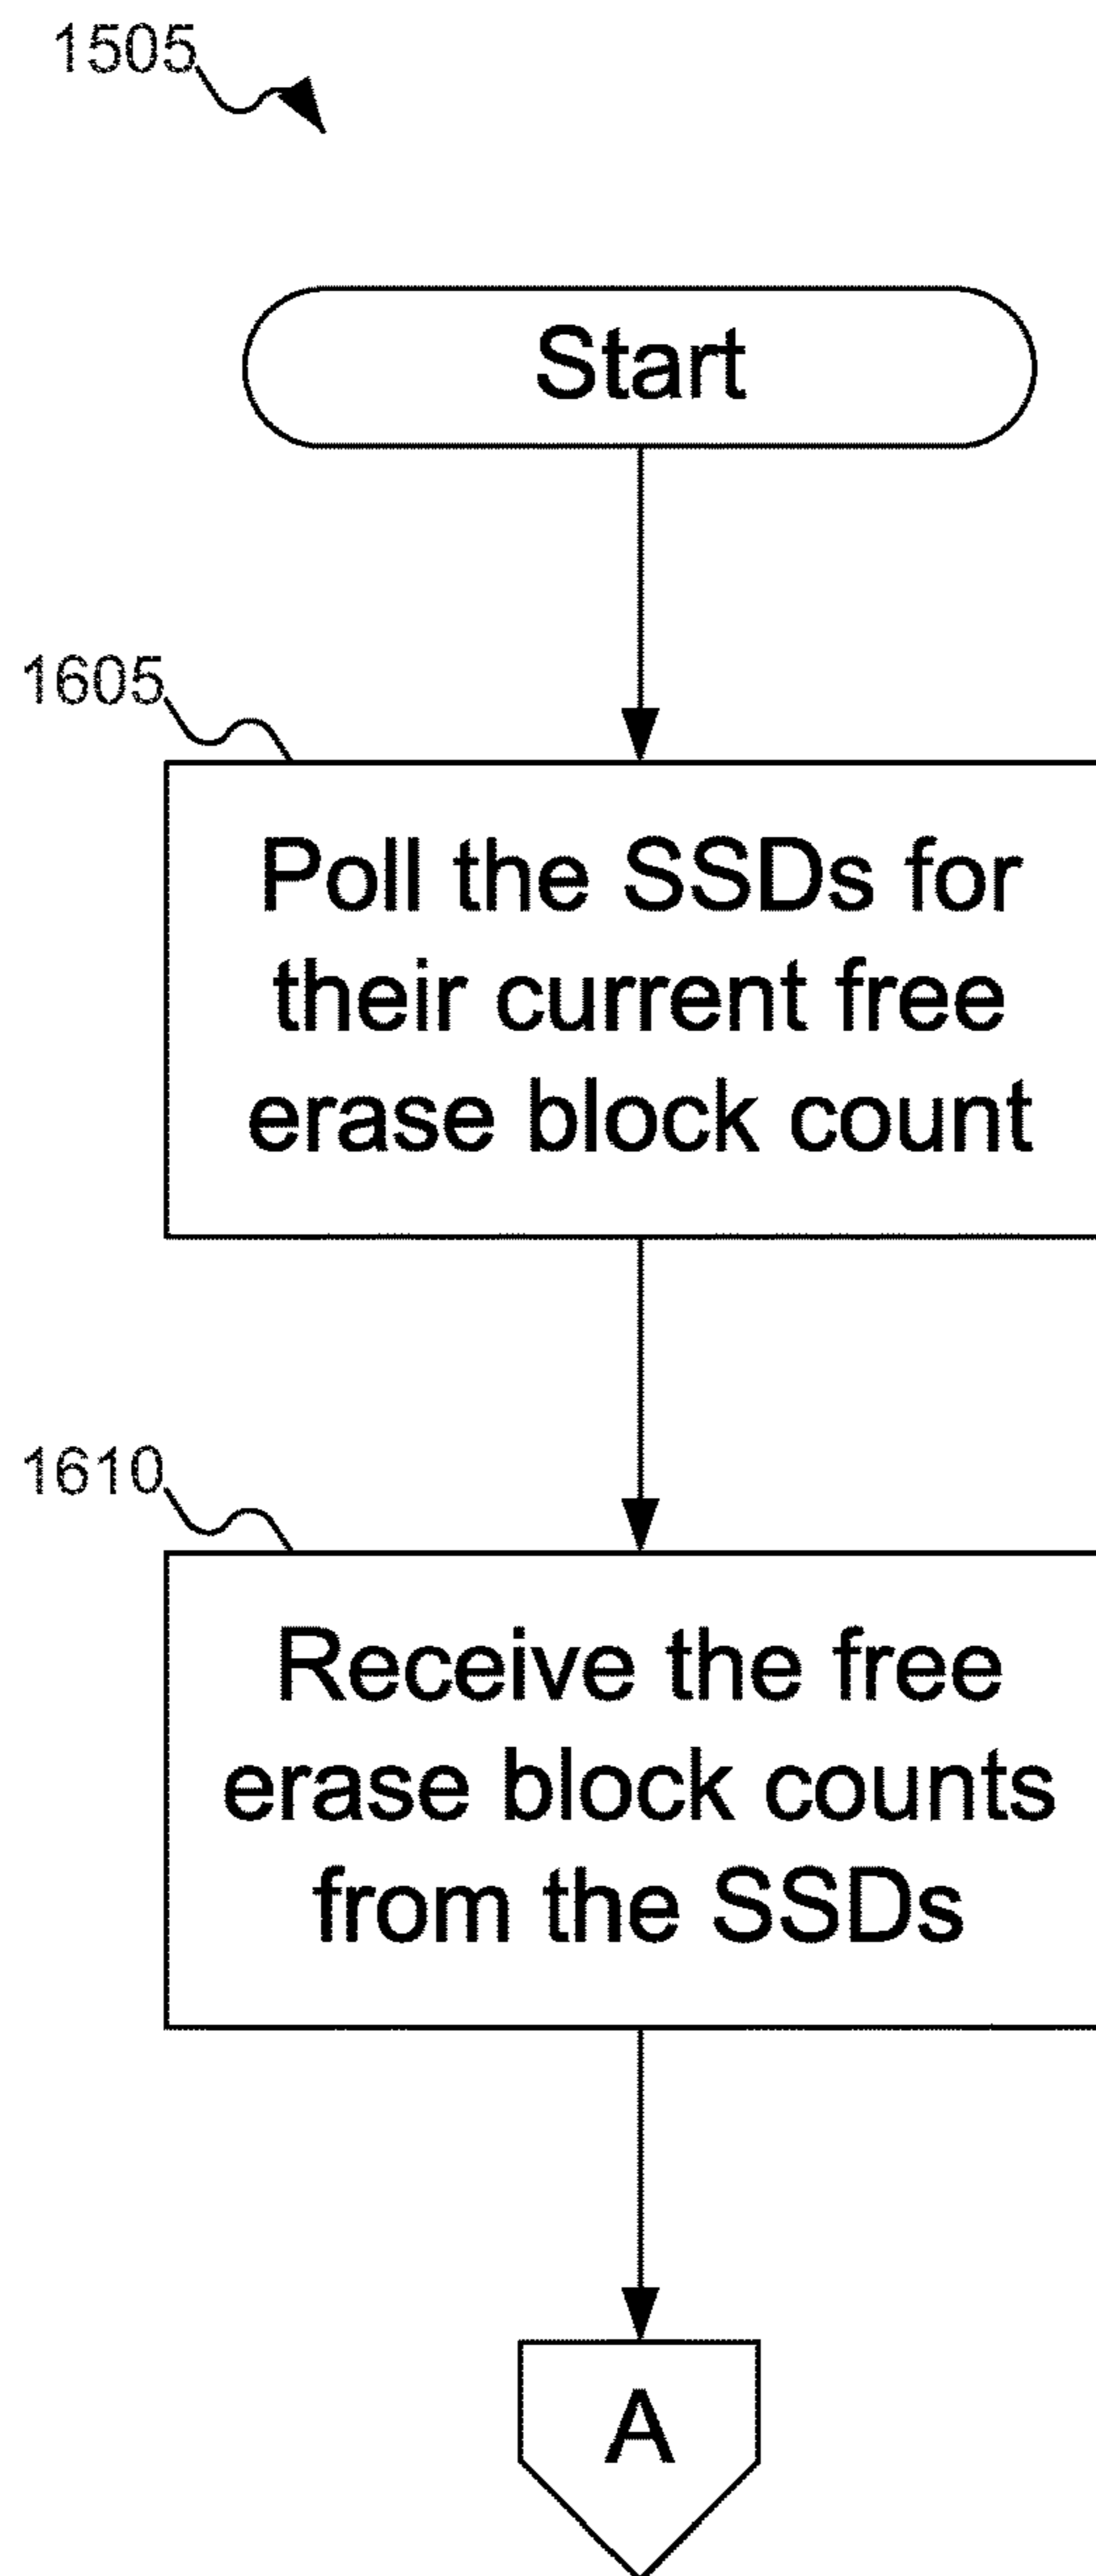 1505
Start
1605
Poll the SSDs for
their current free
erase block count
1610
Receive the free
erase block counts
from the SSDs
A